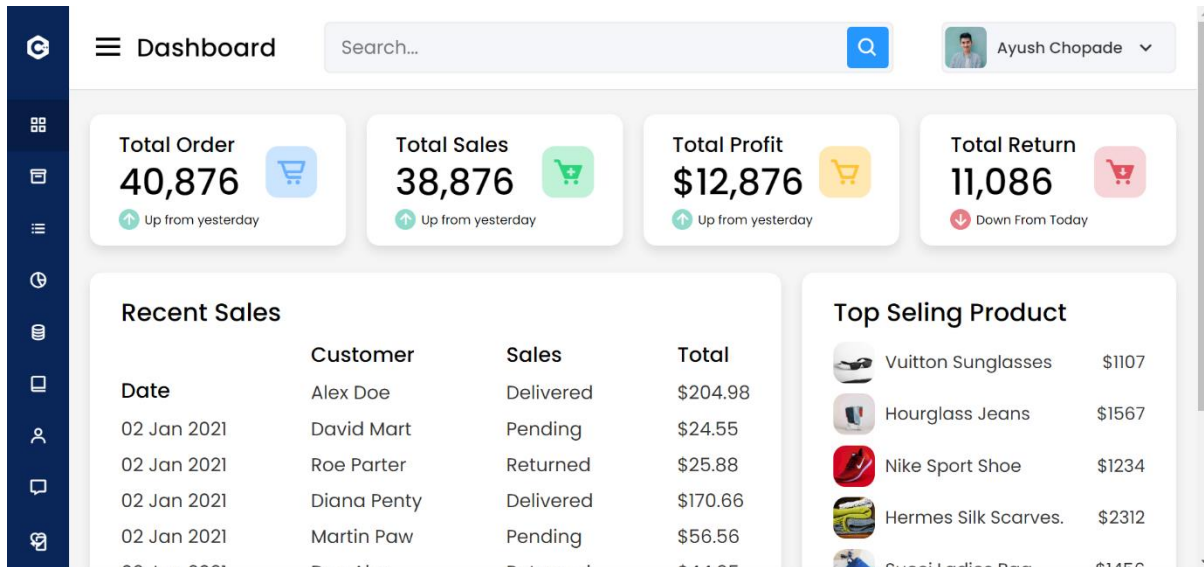 Dashboard
Search...
Ayush Chopade
Total Order
40,876
Up from yesterday
Total Sales
38,876
Up from yesterday
Total Profit
$12,876
Up from yesterday
Total Return
11,086
Down From Today
Recent Sales
Customer Sales Total
Date Alex Doe Delivered $204.98
02 Jan 2021 David Mart Pending $24.55
02 Jan 2021 Roe Parter Returned $25.88
02 Jan 2021 Diana Penty Delivered $170.66
02 Jan 2021 Martin Paw Pending $56.56
Top Seling Product
Vuitton Sunglasses $1107
Hourglass Jeans $1567
Nike Sport Shoe $1234
Hermes Silk Scarves. $2312